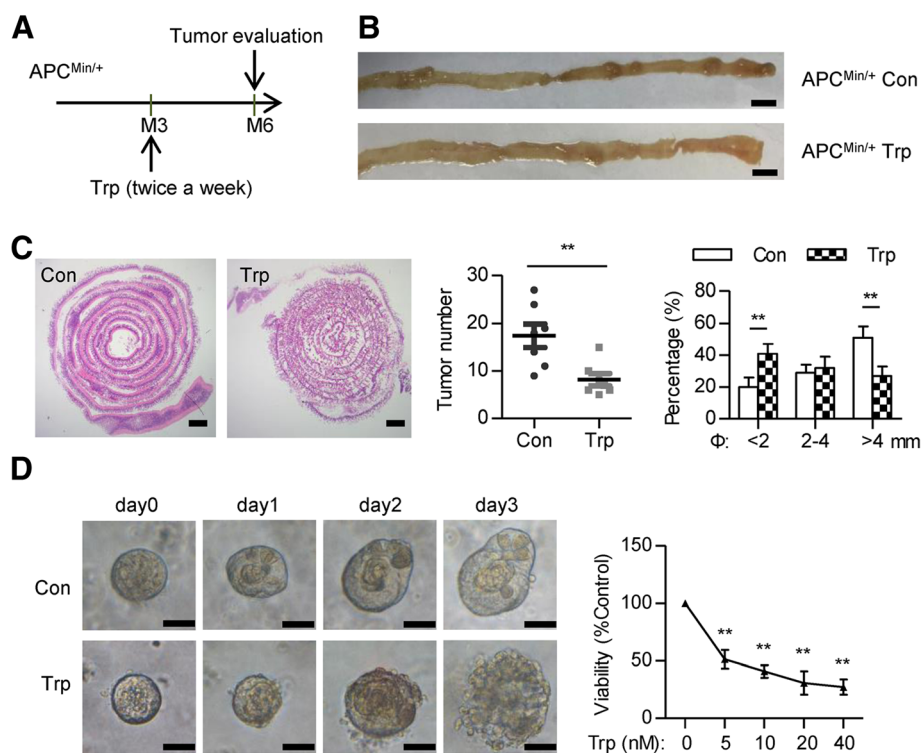 A
Tumor evaluation
APC^Min/+
M3
M6
Trp (twice a week)
B
APC^Min/+ Con
APC^Min/+ Trp
C
Con
Trp
**
30
20
10
0
Tumor number
Con
Trp
Con
Trp
80
60
40
20
0
Percentage (%)
**
**
Φ: <2 2-4 >4 mm
D
day0 day1 day2 day3
Con
Trp
150
100
50
0
Viability (%Control)
** ** ** **
Trp (nM): 0 5 10 20 40